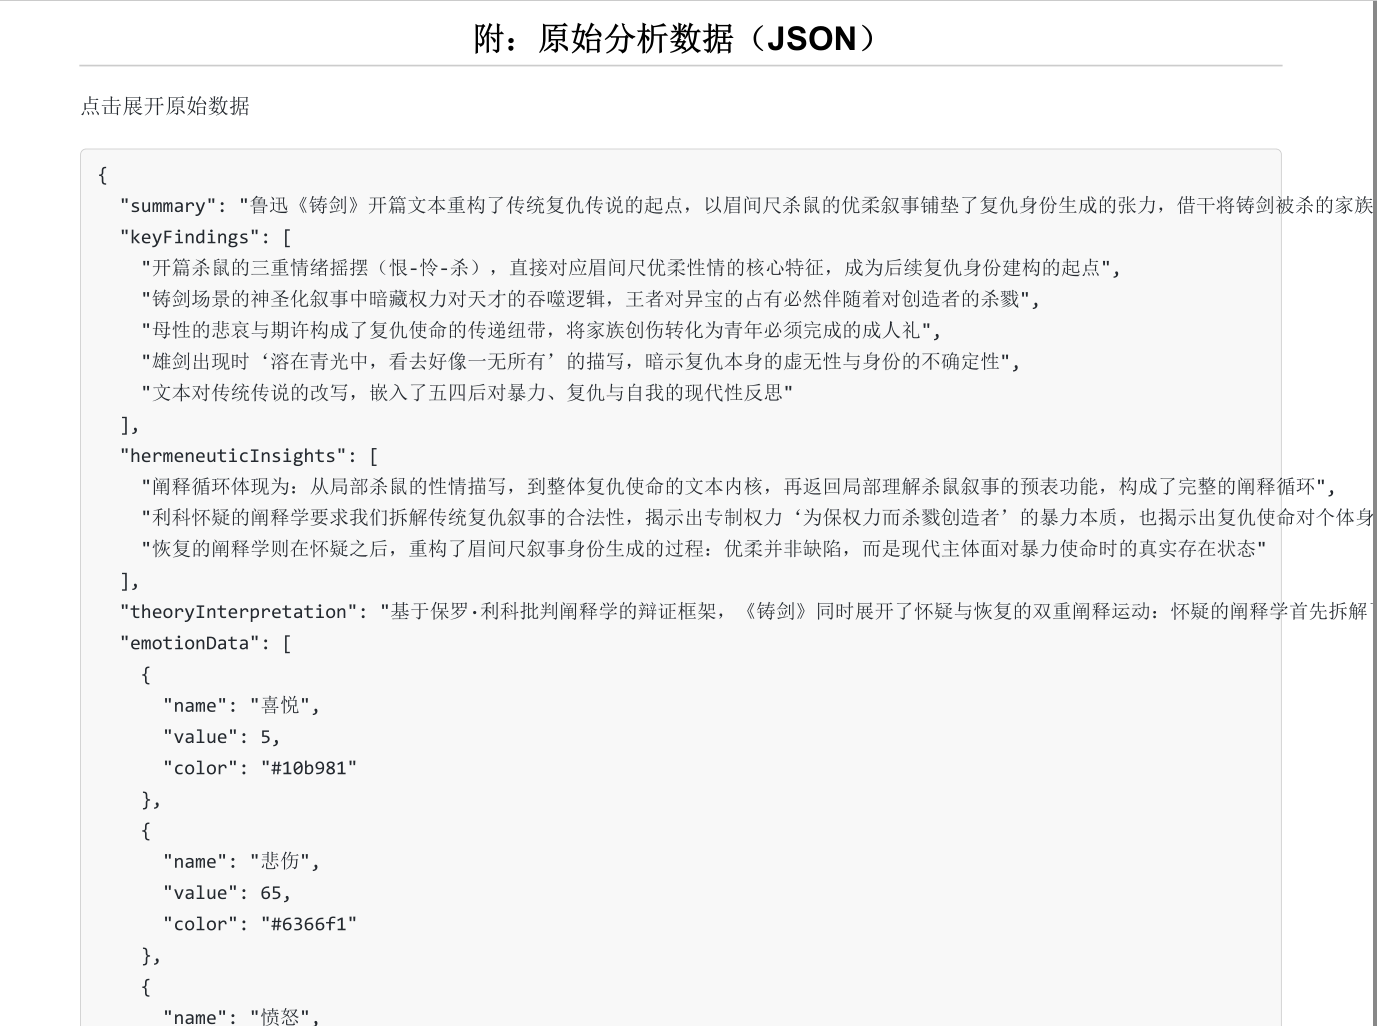 附：原始分析数据（JSON）
点击展开原始数据
{
"summary": "鲁迅《铸剑》开篇文本重构了传统复仇传说的起点，以眉间尺杀鼠的优柔叙事铺垫了复仇身份生成的张力，借干将铸剑被杀的家族
"keyFindings": [
"开篇杀鼠的三重情绪摇摆（恨-怜-杀），直接对应眉间尺优柔性情的核心特征，成为后续复仇身份建构的起点",
"铸剑场景的神圣化叙事中暗藏权力对天才的吞噬逻辑，王者对异宝的占有必然伴随着对创造者的杀戮",
"母性的悲哀与期许构成了复仇使命的传递纽带，将家族创伤转化为青年必须完成的成人礼",
"雄剑出现时‘溶在青光中，看去好像一无所有’的描写，暗示复仇本身的虚无性与身份的不确定性",
"文本对传统传说的改写，嵌入了五四后对暴力、复仇与自我的现代性反思"
],
"hermeneuticInsights": [
"阐释循环体现为：从局部杀鼠的性情描写，到整体复仇使命的文本内核，再返回局部理解杀鼠叙事的预表功能，构成了完整的阐释循环",
"利科怀疑的阐释学要求我们拆解传统复仇叙事的合法性，揭示出专制权力‘为保权力而杀戮创造者’的暴力本质，也揭示出复仇使命对个体身
"恢复的阐释学则在怀疑之后，重构了眉间尺叙事身份生成的过程：优柔并非缺陷，而是现代主体面对暴力使命时的真实存在状态"
],
"theoryInterpretation": "基于保罗·利科批判阐释学的辩证框架，《铸剑》同时展开了怀疑与恢复的双重阐释运动：怀疑的阐释学首先拆解
"emotionData": [
{
"name": "喜悦",
"value": 5,
"color": "#10b981"
},
{
"name": "悲伤",
"value": 65,
"color": "#6366f1"
},
{
"name": "愤怒",